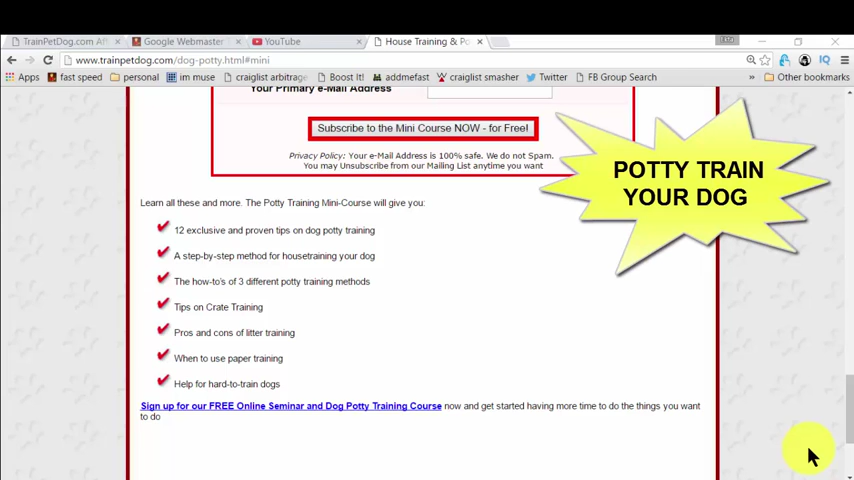 TrainPetDog.com Aff
Google Webmaster
YouTube
House Training & Po
www.trainpetdog.com/dog-potty.html#mini
Apps
fast speed
personal
im muse
craiglist arbitrage
Boost It!
addmefast
craiglist smasher
Twitter
FB Group Search
Other bookmarks
Your Primary e-Mail Address
Subscribe to the Mini Course NOW - for Free!
Privacy Policy: Your e-Mail Address is 100% safe. We do not Spam.
You may Unsubscribe from our Mailing List anytime you want
POTTY TRAIN
YOUR DOG
Learn all these and more. The Potty Training Mini-Course will give you:
12 exclusive and proven tips on dog potty training
A step-by-step method for housetraining your dog
The how-to's of 3 different potty training methods
Tips on Crate Training
Pros and cons of litter training
When to use paper training
Help for hard-to-train dogs
Sign up for our FREE Online Seminar and Dog Potty Training Course now and get started having more time to do the things you want
to do